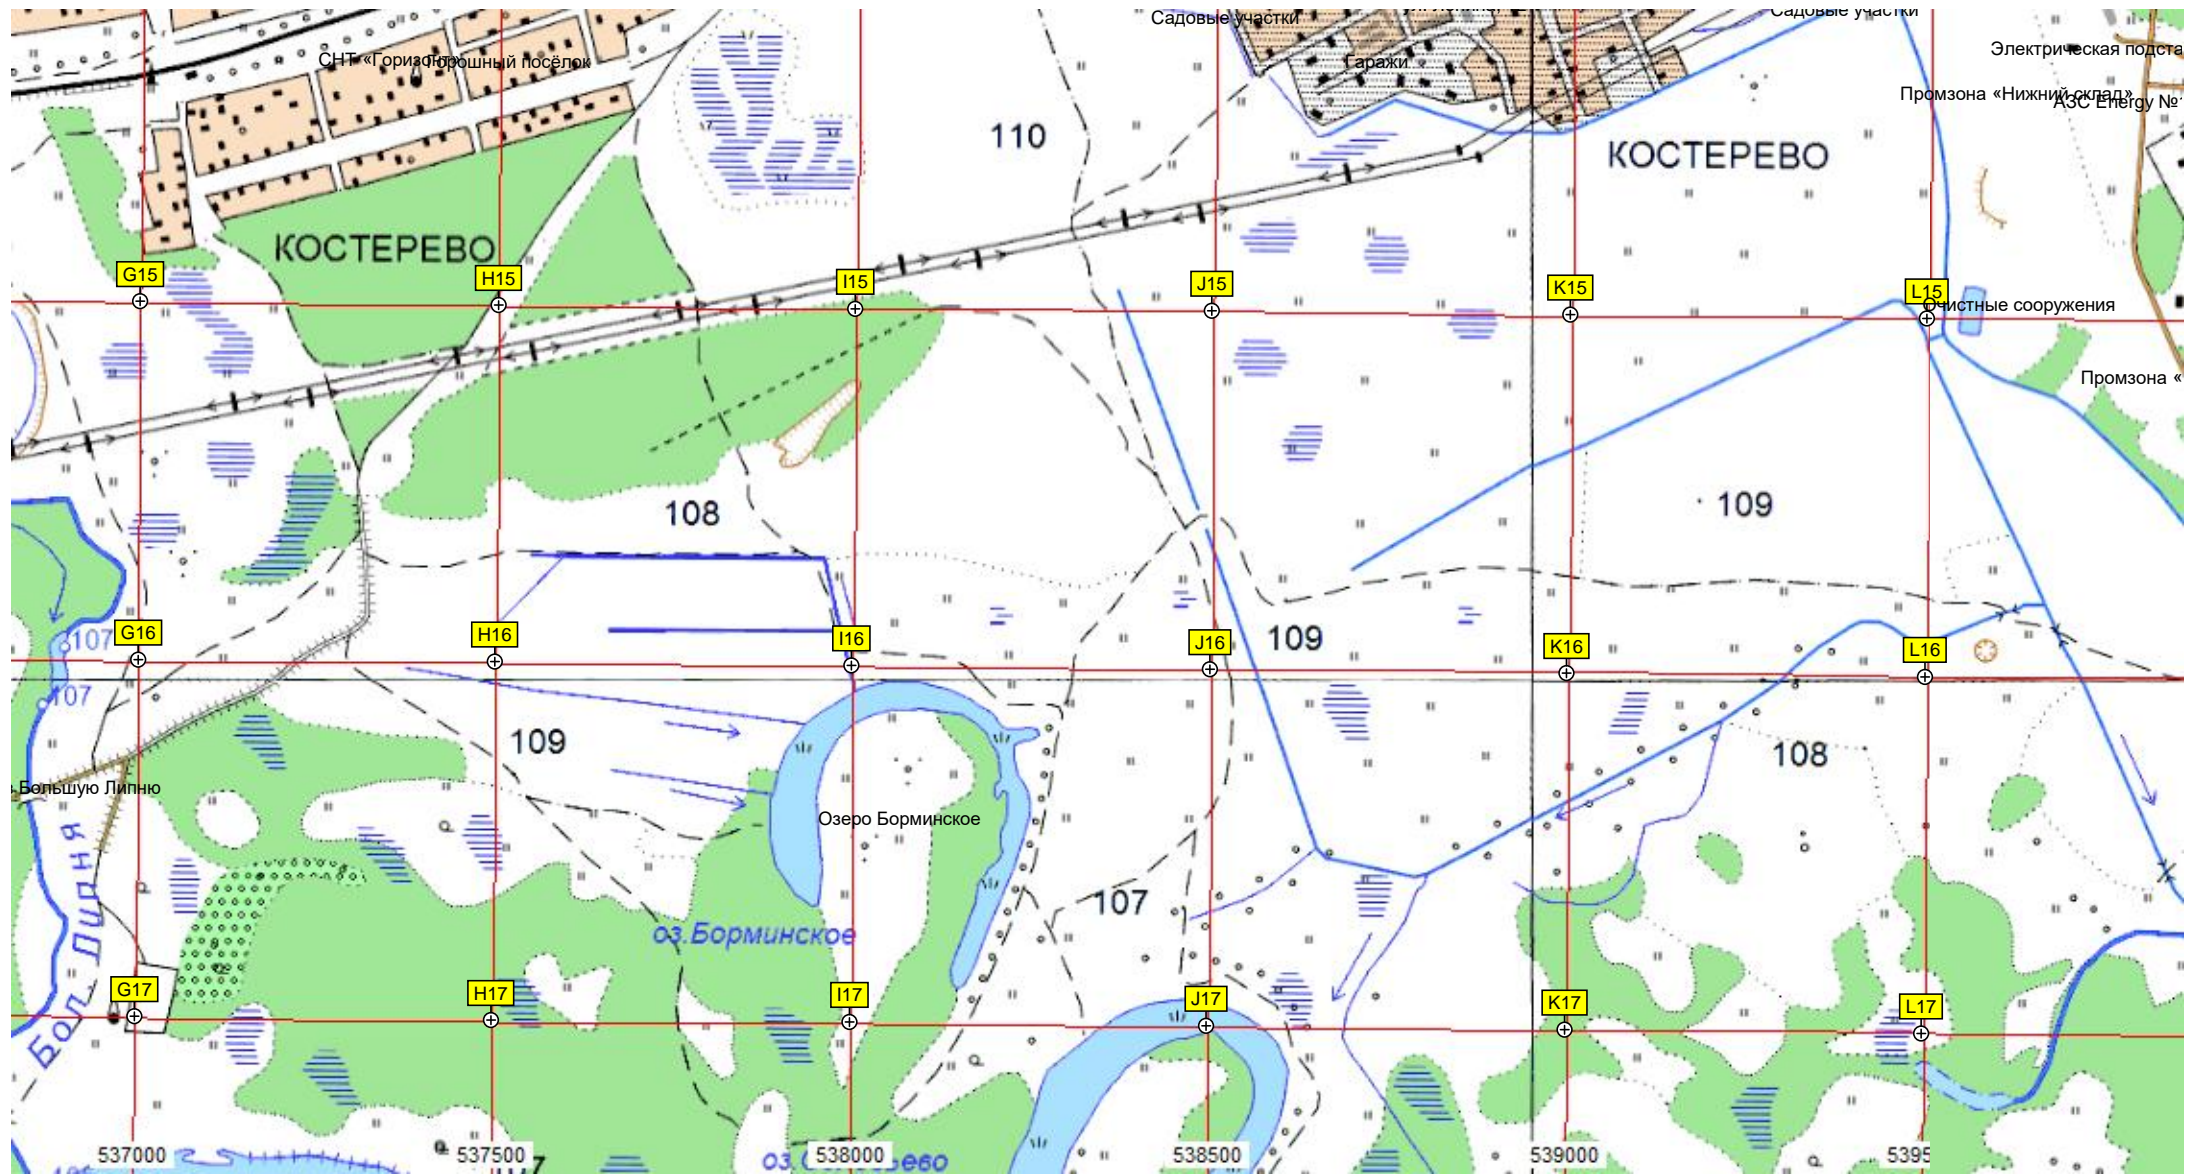 Садовые участки
Садовые участки
Электрическая подста
СНТ «Горизонт»
Торошный посёлок
Гаражи
Промзона «Нижний склад»
АЗС Energy №
110
КОСТЕРЕВО
КОСТЕРЕВО
G15
H15
I15
J15
K15
L15
Очистные сооружения
Промзона «
108
109
G16
H16
I16
J16
K16
L16
107
109
107
109
108
Большую Липню
Озеро Борминское
Бол. Липня
107
оз.Борминское
G17
H17
I17
J17
K17
L17
537000
537500
538000
538500
539000
5395